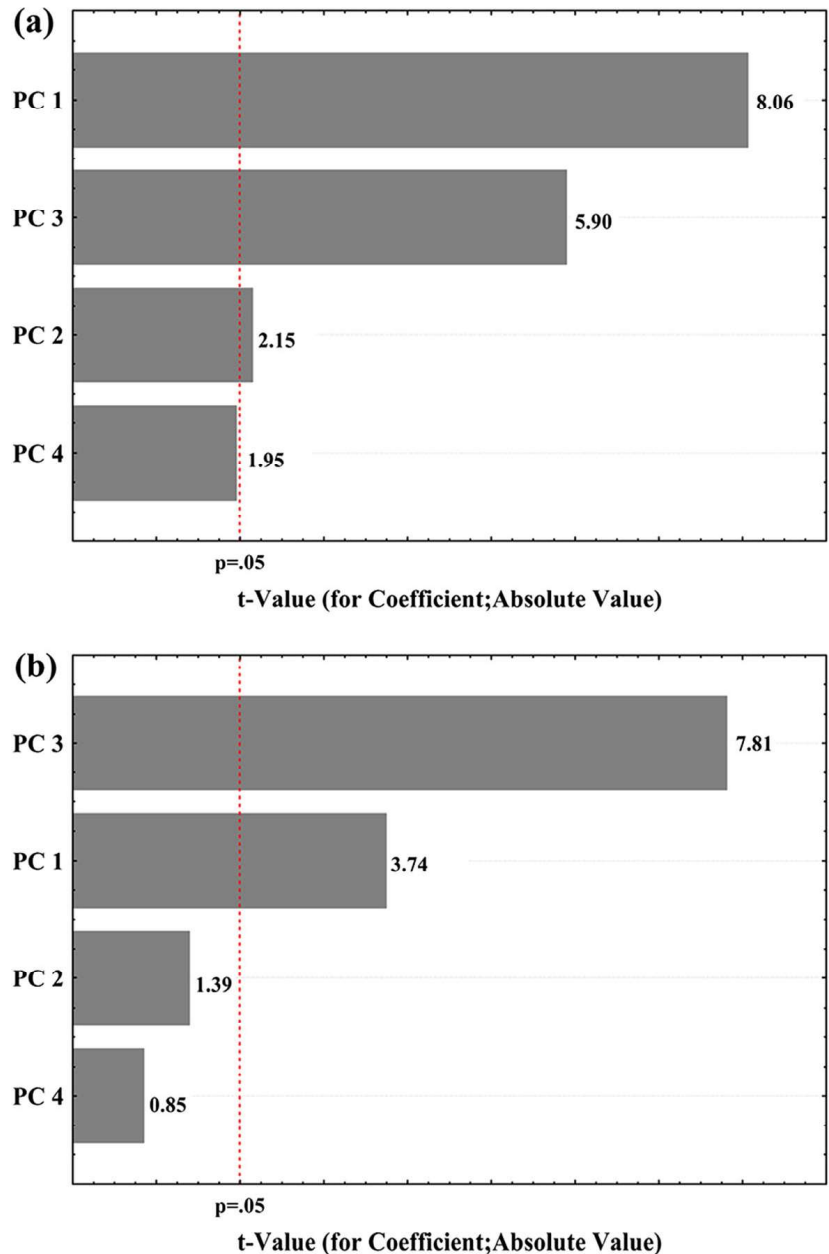 (a)
PC 1
8.06
PC 3
5.90
PC 2
2.15
PC 4
1.95
p=.05
t-Value (for Coefficient;Absolute Value)
(b)
PC 3
7.81
PC 1
3.74
PC 2
1.39
PC 4
0.85
p=.05
t-Value (for Coefficient;Absolute Value)